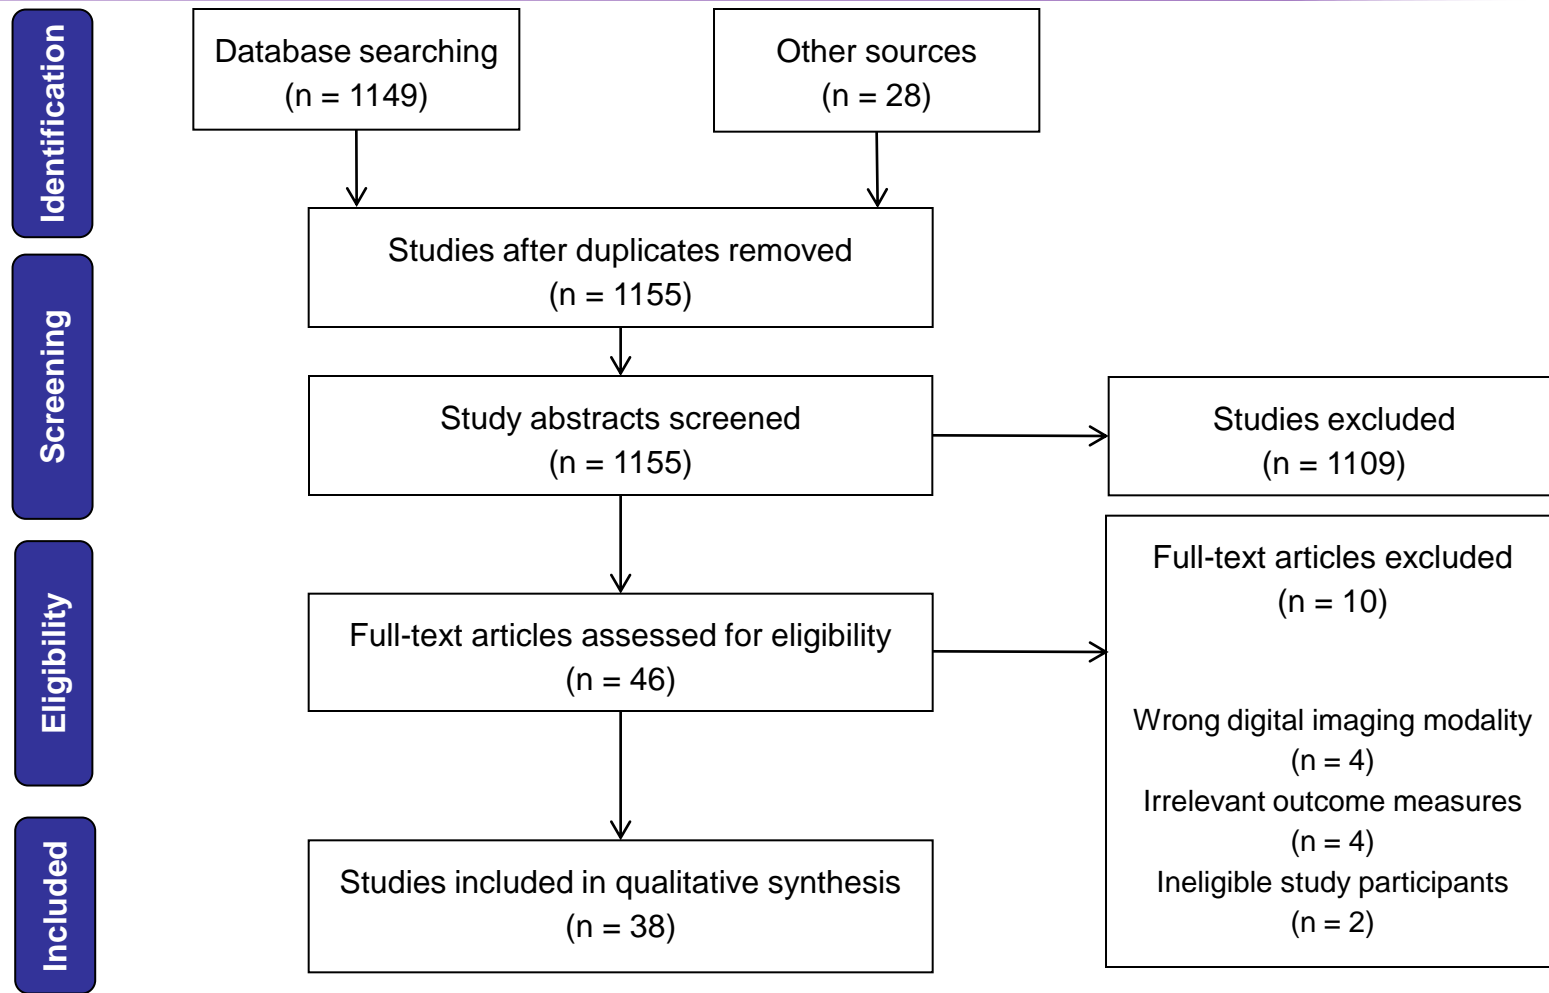 Identification
Database searching
(n = 1149)
Other sources
(n = 28)
Studies after duplicates removed
(n = 1155)
Screening
Study abstracts screened
(n = 1155)
Studies excluded
(n = 1109)
Eligibility
Full-text articles assessed for eligibility
(n = 46)
Full-text articles excluded
(n = 10)
Wrong digital imaging modality
(n = 4)
Irrelevant outcome measures
(n = 4)
Ineligible study participants
(n = 2)
Included
Studies included in qualitative synthesis
(n = 38)